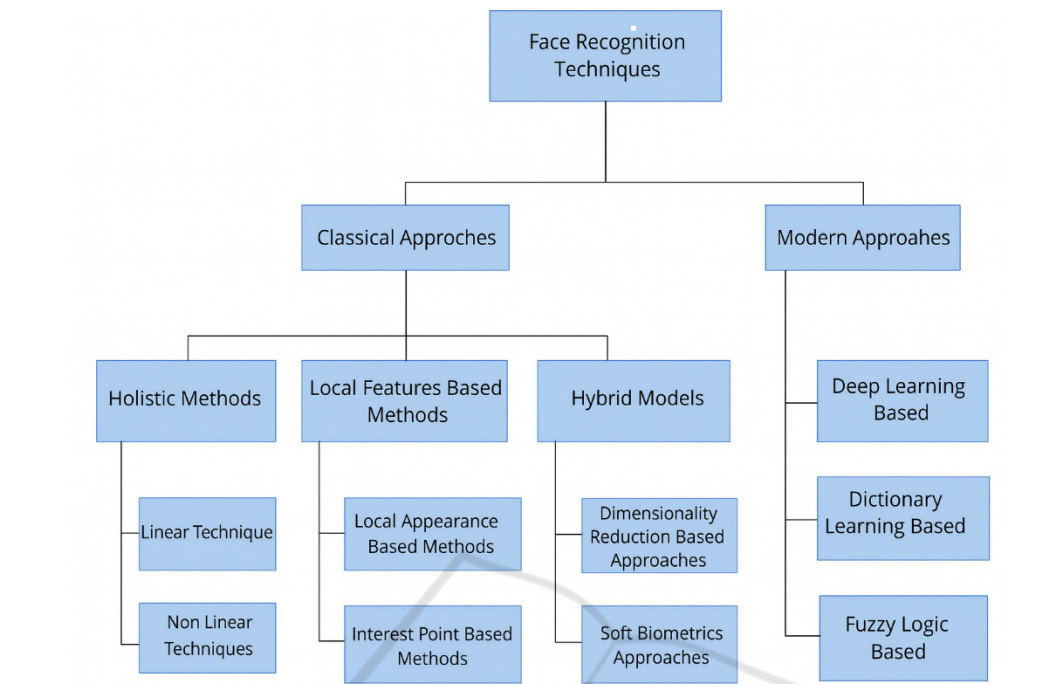 Face Recognition
Techniques
Classical Approches
Modern Approahes
Holistic Methods
Local Features Based
Methods
Hybrid Models
Deep Learning
Based
Linear Technique
Local Appearance
Based Methods
Dimensionality
Reduction Based
Approaches
Dictionary
Learning Based
Non Linear
Techniques
Interest Point Based
Methods
Soft Biometrics
Approaches
Fuzzy Logic
Based